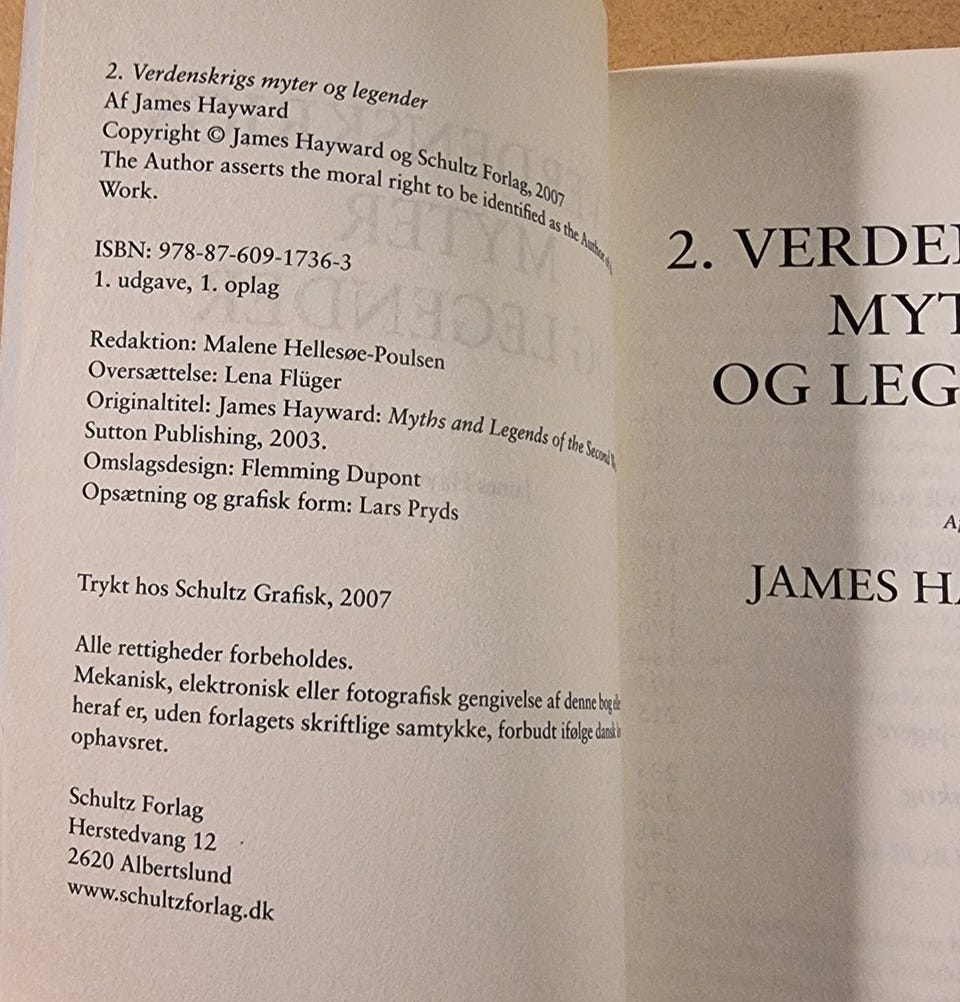 2. Verdenskrigs myter og legender
Af James Hayward
Copyright © James Hayward og Schultz Forlag, 2007
The Author asserts the moral right to be identified as the Author of
Work.
ISBN: 978-87-609-1736-3
1. udgave, 1. oplag
Redaktion: Malene Hellesøe-Poulsen
Oversættelse: Lena Flüger
Originaltitel: James Hayward: Myths and Legends of the Second
Sutton Publishing, 2003.
Omslagsdesign: Flemming Dupont
Opsætning og grafisk form: Lars Pryds
Trykt hos Schultz Grafisk, 2007
Alle rettigheder forbeholdes.
Mekanisk, elektronisk eller fotografisk gengivelse af denne bog
heraf er, uden forlagets skriftlige samtykke, forbudt ifølge dansk
ophavsret.
Schultz Forlag
Herstedvang 12
2620 Albertslund
www.schultzforlag.dk
2. VERDE
MYT
OG LEG
JAMES HA